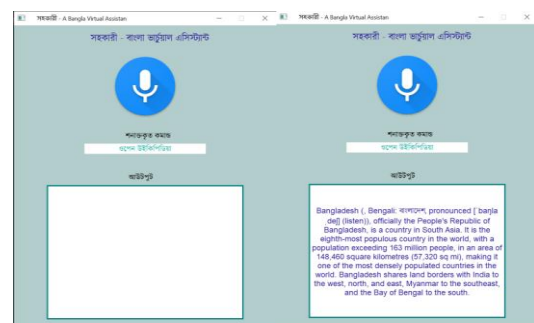 সহকারী - A Bangla Virtual Assistan
সহকারী - বাংলা ভার্চুয়াল এসিস্ট্যান্ট
শনাক্তকৃত কমান্ড
ওপেন উইকিপিডিয়া
আউটপুট
সহকারী - A Bangla Virtual Assistant
সহকারী - বাংলা ভার্চুয়াল এসিস্ট্যান্ট
শনাক্তকৃত কমান্ড
ওপেন উইকিপিডিয়া
আউটপুট
Bangladesh (, Bengali: বাংলাদেশ, pronounced [ˈbaŋla
deʃ] (listen)), officially the People's Republic of
Bangladesh, is a country in South Asia. It is the
eighth-most populous country in the world, with a
population exceeding 163 million people, in an area of
148,460 square kilometres (57,320 sq mi), making it
one of the most densely populated countries in the
world. Bangladesh shares land borders with India to
the west, north, and east, Myanmar to the southeast,
and the Bay of Bengal to the south.